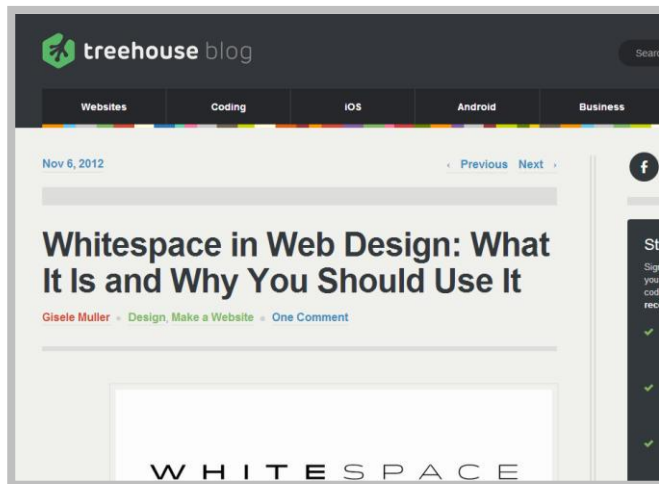 treehouse blog
Websites Coding iOS Android Business
Nov 6, 2012
‹ Previous Next ›
Whitespace in Web Design: What
It Is and Why You Should Use It
Gisele Muller • Design, Make a Website • One Comment
WHITESPACE